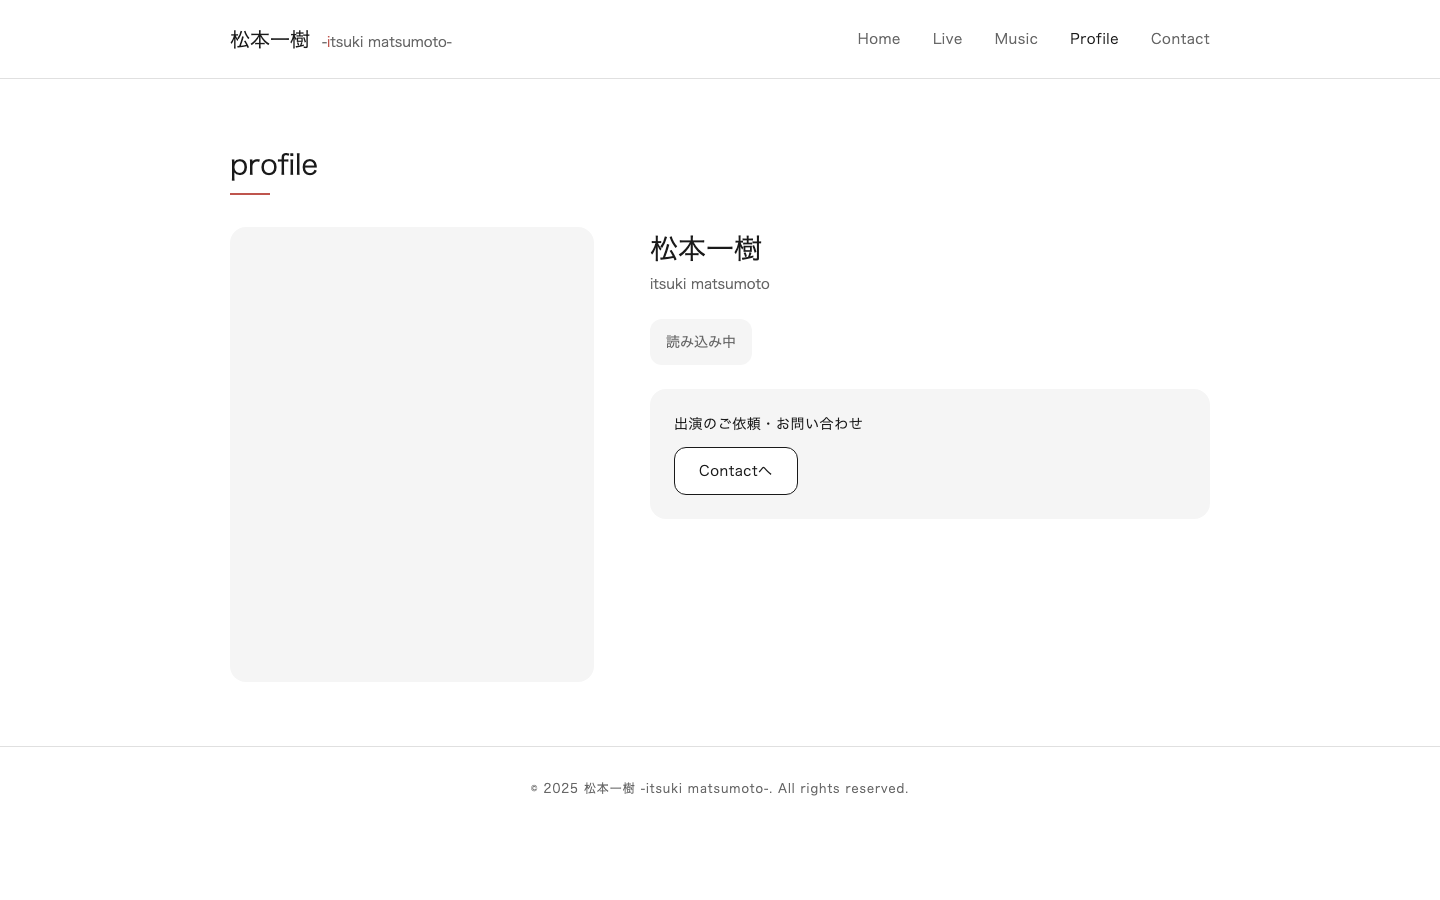 松本一樹 -itsuki matsumoto-
Home Live Music Profile Contact
profile
松本一樹
itsuki matsumoto
読み込み中
出演のご依頼・お問い合わせ
Contactへ
© 2025 松本一樹 -itsuki matsumoto-. All rights reserved.